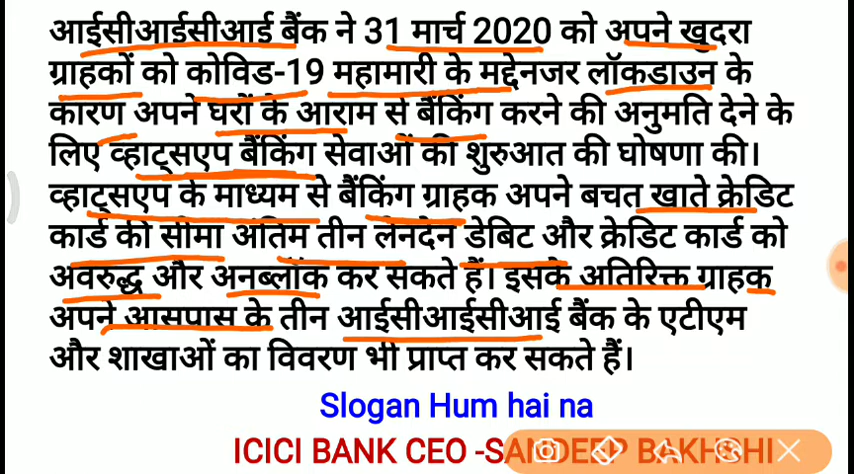 आईसीआईसीआई बैंक ने 31 मार्च 2020 को अपने खुदरा
ग्राहकों को कोविड-19 महामारी के मद्देनजर लॉकडाउन के
कारण अपने घरों के आराम से बैंकिंग करने की अनुमति देने के
लिए व्हाट्सएप बैंकिंग सेवाओं की शुरुआत की घोषणा की।
व्हाट्सएप के माध्यम से बैंकिंग ग्राहक अपने बचत खाते क्रेडिट
कार्ड की सीमा अंतिम तीन लेनदेन डेबिट और क्रेडिट कार्ड को
अवरुद्ध और अनब्लॉक कर सकते हैं। इसके अतिरिक्त ग्राहक
अपने आसपास के तीन आईसीआईसीआई बैंक के एटीएम
और शाखाओं का विवरण भी प्राप्त कर सकते हैं।
Slogan Hum hai na
ICICI BANK CEO -SANDEEP BAKHSHI